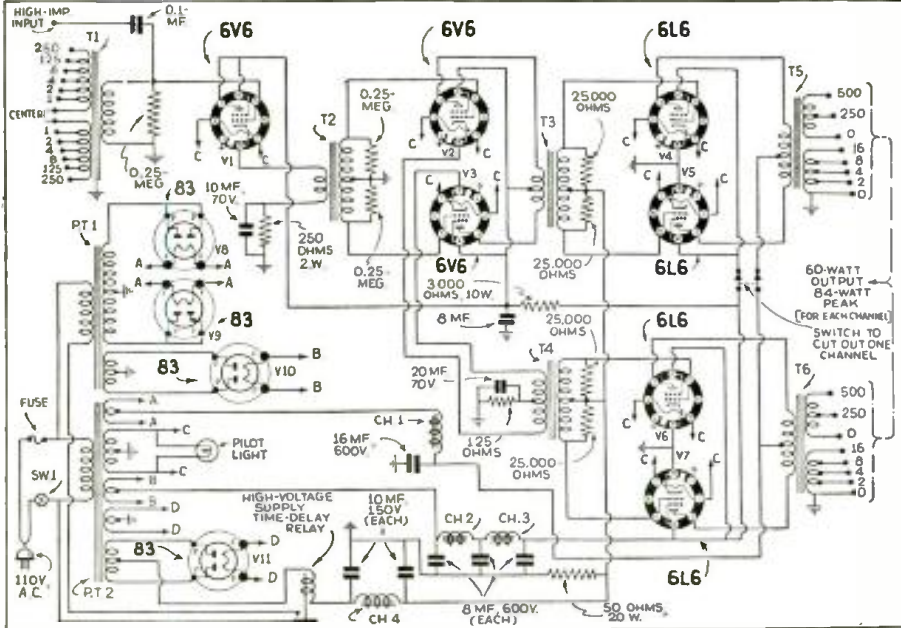 HIGH-IMP.
INPUT
0.1-
MF.
6V6
6V6
6L6
T1
250
125
8
4
2
1
CENTER
1
2
4
8
125
250
0.25-
MEG.
V1
C
C
T2
0.25-
MEG.
V2
C
C
V3
C
C
T3
25,000
OHMS
V4
C
C
V5
C
C
T5
500
250
0
16
8
4
2
0
10 MF.
70V.
250
OHMS
2 W.
0.25-
MEG.
6V6
3,000
OHMS, 10W.
8 MF.
25,000
OHMS
6L6
60-WATT
OUTPUT
84-WATT
PEAK
(FOR EACH CHANNEL)
SWITCH TO
CUT OUT ONE
CHANNEL
P.T.1
83
V8
A
A
A
A
V9
83
83
V10
B
B
FUSE
SW.1
110V.
A.C.
P.T.2
A
A
C
C
B
B
D
D
PILOT
LIGHT
HIGH-VOLTAGE
SUPPLY
TIME-DELAY
RELAY
83
V11
D
D
CH 1
16 MF.
600V.
10 MF.
150V.
(EACH)
CH 4
CH 2
CH.3
8 MF., 600V.
(EACH)
50 OHMS,
20 W.
T4
20 MF.
70V.
125
OHMS
25,000
OHMS
25,000
OHMS
6L6
V6
C
C
V7
C
C
6L6
T6
500
250
0
16
8
4
2
0